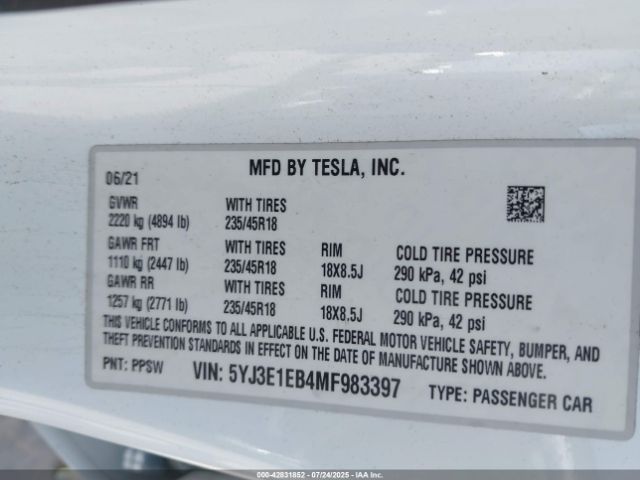 MFD BY TESLA, INC.
06/21
GVWR WITH TIRES
2220 kg (4894 lb) 235/45R18
GAWR FRT WITH TIRES RIM COLD TIRE PRESSURE
1110 kg (2447 lb) 235/45R18 18X8.5J 290 kPa, 42 psi
GAWR RR WITH TIRES RIM COLD TIRE PRESSURE
1257 kg (2771 lb) 235/45R18 18X8.5J 290 kPa, 42 psi
THIS VEHICLE CONFORMS TO ALL APPLICABLE U.S. FEDERAL MOTOR VEHICLE SAFETY, BUMPER, AND
THEFT PREVENTION STANDARDS IN EFFECT ON THE DATE OF MANUFACTURE SHOWN ABOVE.
PNT: PPSW VIN: 5YJ3E1EB4MF983397 TYPE: PASSENGER CAR
000-42831852 - 07/24/2025 - IAAI.CA